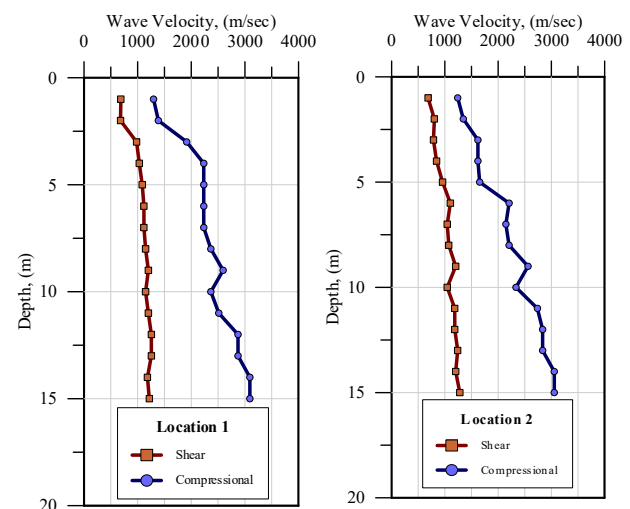 Wave Velocity, (m/sec)
0 1000 2000 3000 4000
0
5
10
15
20
Depth, (m)
Location 1
Shear
Compressional
Wave Velocity, (m/sec)
0 1000 2000 3000 4000
0
5
10
15
20
Depth, (m)
Location 2
Shear
Compressional